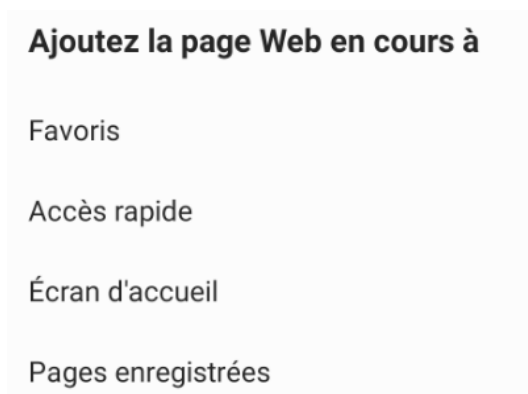 Ajoutez la page Web en cours à
Favoris
Accès rapide
Écran d'accueil
Pages enregistrées